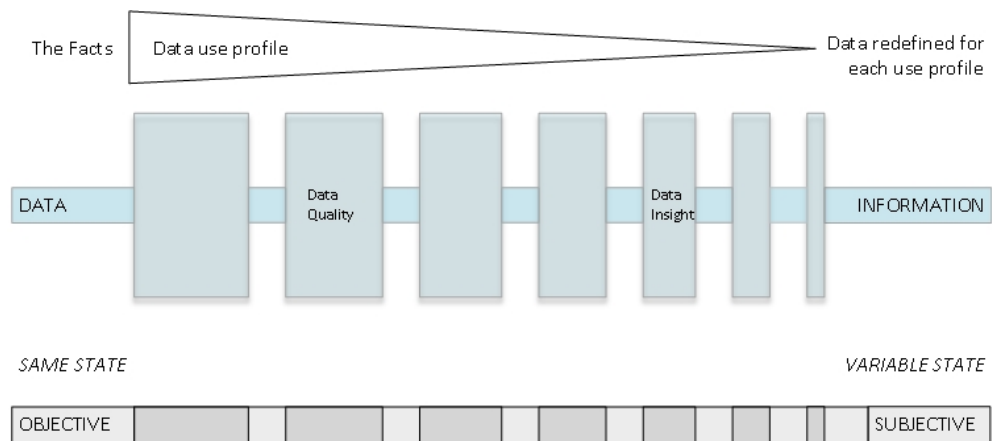 The Facts
Data use profile
Data redefined for
each use profile
DATA
Data
Quality
Data
Insight
INFORMATION
SAME STATE
VARIABLE STATE
OBJECTIVE
SUBJECTIVE